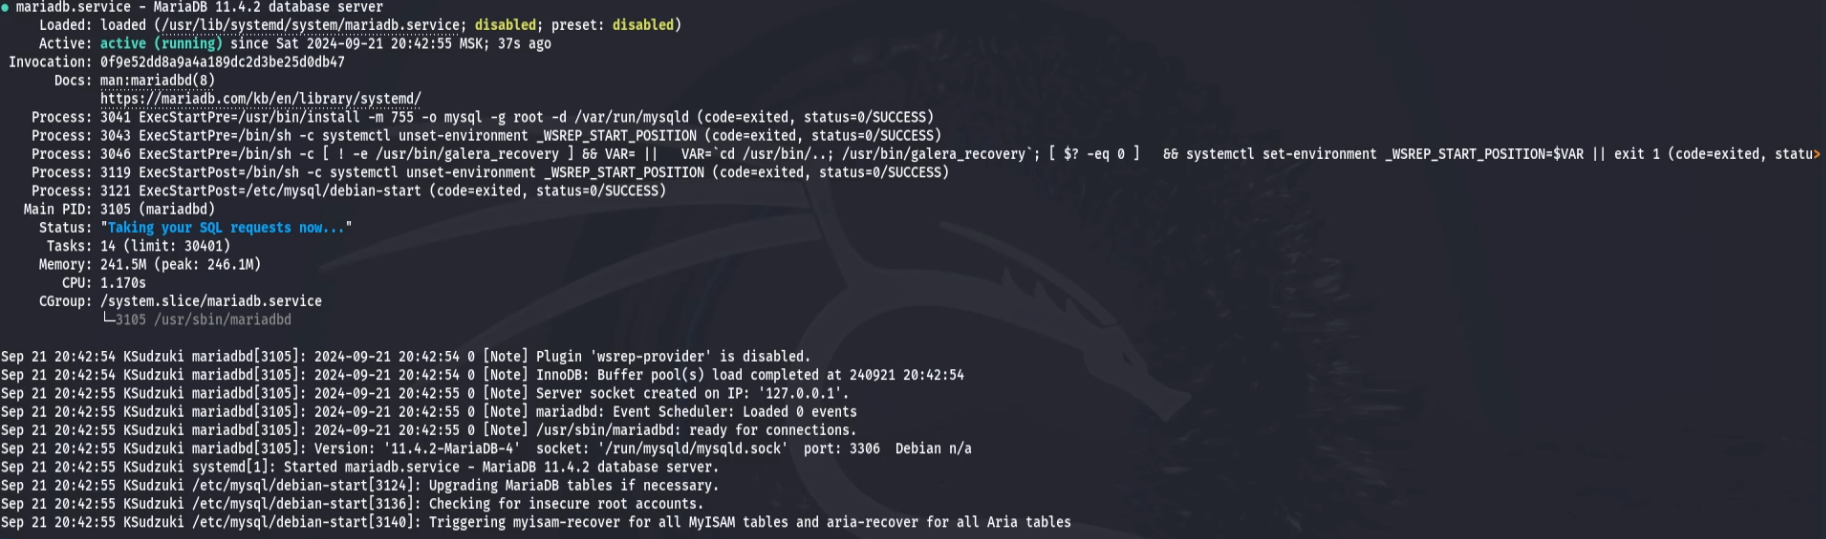 ● mariadb.service - MariaDB 11.4.2 database server
Loaded: loaded (/usr/lib/systemd/system/mariadb.service; disabled; preset: disabled)
Active: active (running) since Sat 2024-09-21 20:42:55 MSK; 37s ago
Invocation: 0f9e52dd8a9a4a189dc2d3be25d0db47
Docs: man:mariadbd(8)
https://mariadb.com/kb/en/library/systemd/
Process: 3041 ExecStartPre=/usr/bin/install -m 755 -o mysql -g root -d /var/run/mysqld (code=exited, status=0/SUCCESS)
Process: 3043 ExecStartPre=/bin/sh -c systemctl unset-environment _WSREP_START_POSITION (code=exited, status=0/SUCCESS)
Process: 3046 ExecStartPre=/bin/sh -c [ ! -e /usr/bin/galera_recovery ] && VAR= ||   VAR=`cd /usr/bin/..; /usr/bin/galera_recovery`; [ $? -eq 0 ]   && systemctl set-environment _WSREP_START_POSITION=$VAR || exit 1 (code=exited, statu>
Process: 3119 ExecStartPost=/bin/sh -c systemctl unset-environment _WSREP_START_POSITION (code=exited, status=0/SUCCESS)
Process: 3121 ExecStartPost=/etc/mysql/debian-start (code=exited, status=0/SUCCESS)
Main PID: 3105 (mariadbd)
Status: "Taking your SQL requests now..."
Tasks: 14 (limit: 30401)
Memory: 241.5M (peak: 246.1M)
CPU: 1.170s
CGroup: /system.slice/mariadb.service
└─3105 /usr/sbin/mariadbd
Sep 21 20:42:54 KSudzuki mariadbd[3105]: 2024-09-21 20:42:54 0 [Note] Plugin 'wsrep-provider' is disabled.
Sep 21 20:42:54 KSudzuki mariadbd[3105]: 2024-09-21 20:42:54 0 [Note] InnoDB: Buffer pool(s) load completed at 240921 20:42:54
Sep 21 20:42:55 KSudzuki mariadbd[3105]: 2024-09-21 20:42:55 0 [Note] Server socket created on IP: '127.0.0.1'.
Sep 21 20:42:55 KSudzuki mariadbd[3105]: 2024-09-21 20:42:55 0 [Note] mariadbd: Event Scheduler: Loaded 0 events
Sep 21 20:42:55 KSudzuki mariadbd[3105]: 2024-09-21 20:42:55 0 [Note] /usr/sbin/mariadbd: ready for connections.
Sep 21 20:42:55 KSudzuki mariadbd[3105]: Version: '11.4.2-MariaDB-4'  socket: '/run/mysqld/mysqld.sock'  port: 3306  Debian n/a
Sep 21 20:42:55 KSudzuki systemd[1]: Started mariadb.service - MariaDB 11.4.2 database server.
Sep 21 20:42:55 KSudzuki /etc/mysql/debian-start[3124]: Upgrading MariaDB tables if necessary.
Sep 21 20:42:55 KSudzuki /etc/mysql/debian-start[3136]: Checking for insecure root accounts.
Sep 21 20:42:55 KSudzuki /etc/mysql/debian-start[3140]: Triggering myisam-recover for all MyISAM tables and aria-recover for all Aria tables